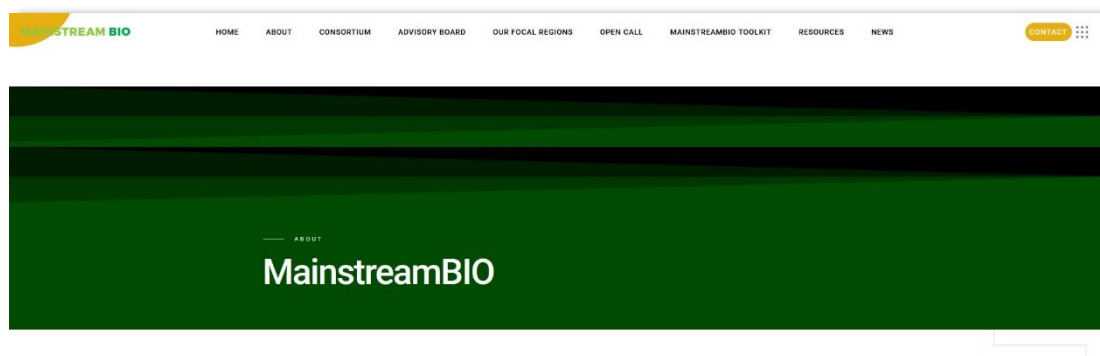 MAINSTREAM BIO
HOME ABOUT CONSORTIUM ADVISORY BOARD OUR FOCAL REGIONS OPEN CALL MAINSTREAMBIO TOOLKIT RESOURCES NEWS CONTACT
ABOUT
MainstreamBIO